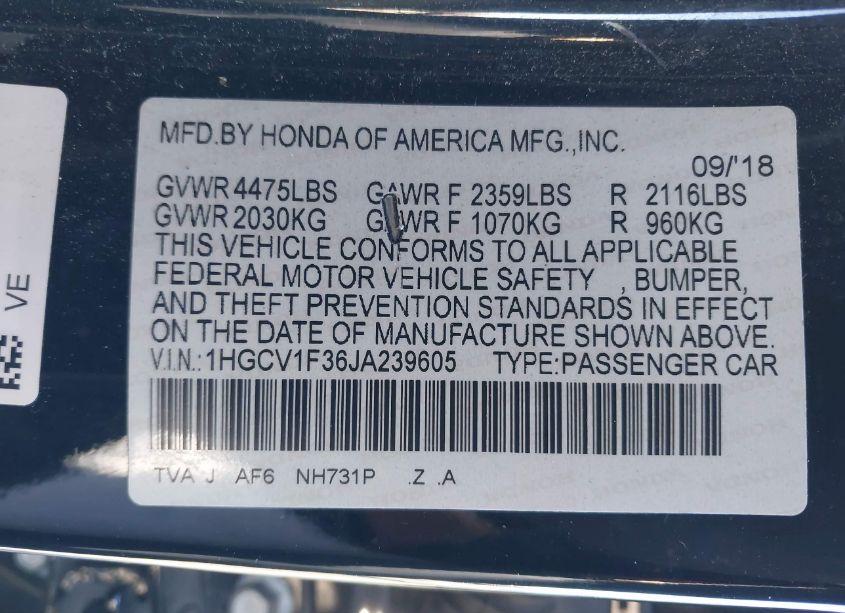 MFD.BY HONDA OF AMERICA MFG.,INC.
09/'18
GVWR 4475LBS GAWR F 2359LBS R 2116LBS
GVWR 2030KG GAWR F 1070KG R 960KG
THIS VEHICLE CONFORMS TO ALL APPLICABLE
FEDERAL MOTOR VEHICLE SAFETY , BUMPER,
AND THEFT PREVENTION STANDARDS IN EFFECT
ON THE DATE OF MANUFACTURE SHOWN ABOVE.
V.I.N.:1HGCV1F36JA239605 TYPE:PASSENGER CAR
TVA J AF6 NH731P .Z .A
VE